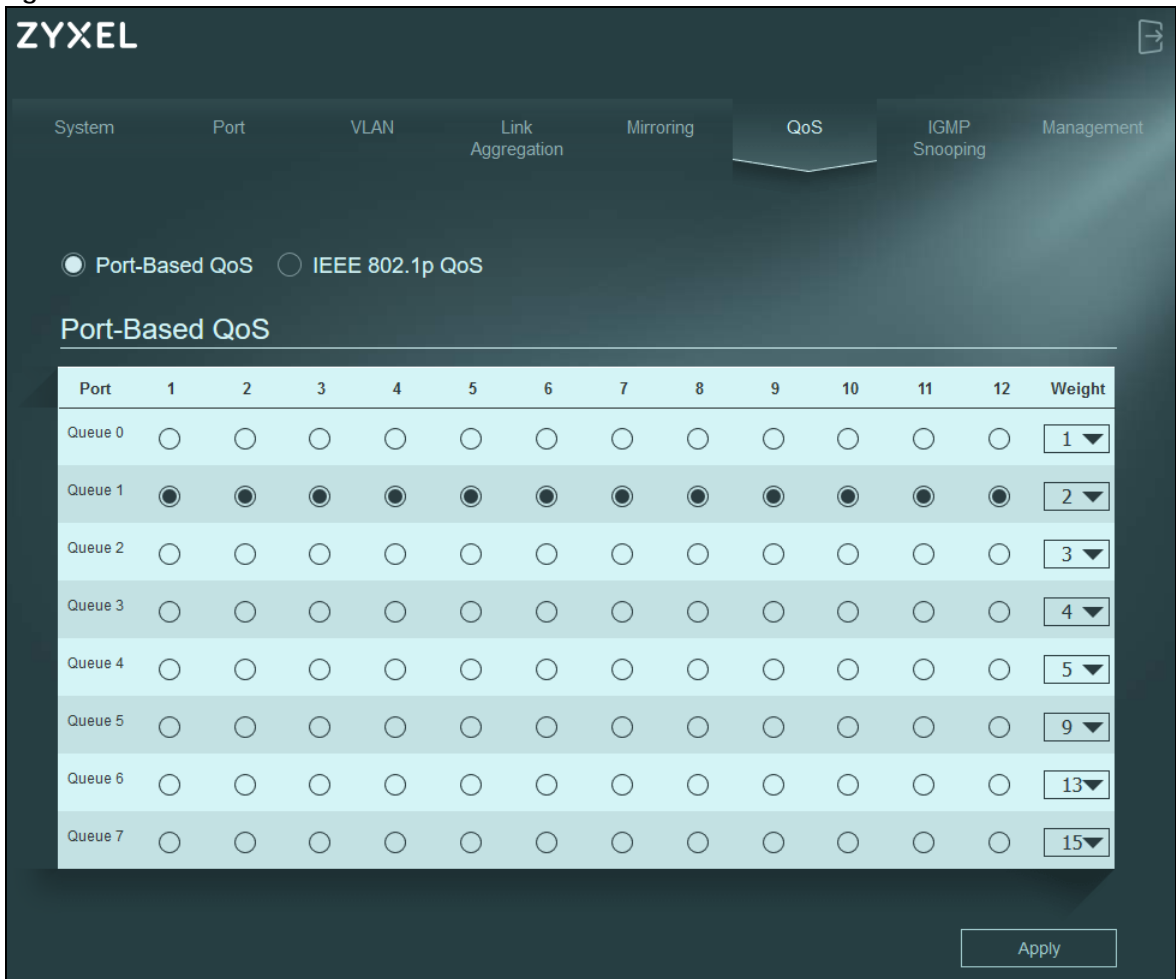 ZYXEL
System Port VLAN Link Aggregation Mirroring QoS IGMP Snooping Management
Port-Based QoS IEEE 802.1p QoS
Port-Based QoS
Port 1 2 3 4 5 6 7 8 9 10 11 12 Weight
Queue 0 1
Queue 1 2
Queue 2 3
Queue 3 4
Queue 4 5
Queue 5 9
Queue 6 13
Queue 7 15
Apply